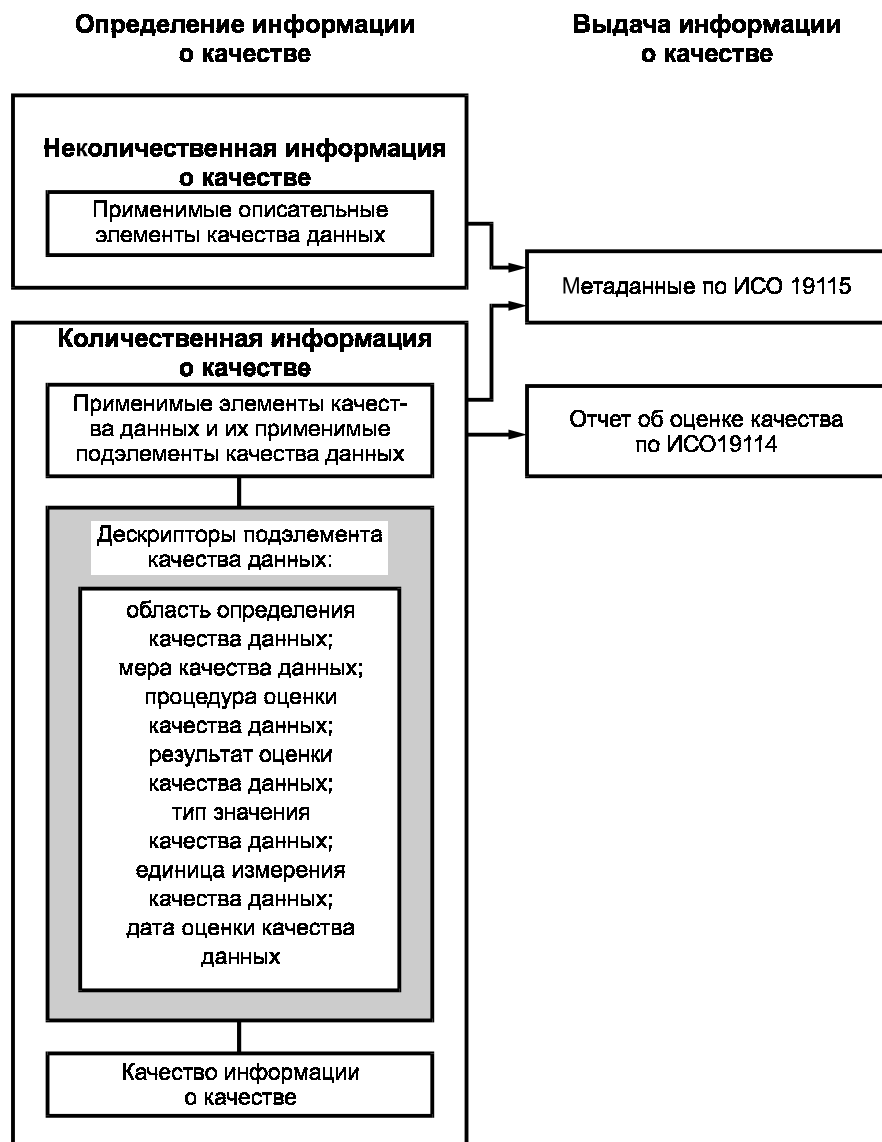 Определение информации
о качестве
Выдача информации
о качестве
Неколичественная информация
о качестве
Применимые описательные
элементы качества данных
Метаданные по ИСО 19115
Количественная информация
о качестве
Применимые элементы качест-
ва данных и их применимые
подэлементы качества данных
Отчет об оценке качества
по ИСО19114
Дескрипторы подэлемента
качества данных:
область определения
качества данных;
мера качества данных;
процедура оценки
качества данных;
результат оценки
качества данных;
тип значения
качества данных;
единица измерения
качества данных;
дата оценки качества
данных
Качество информации
о качестве